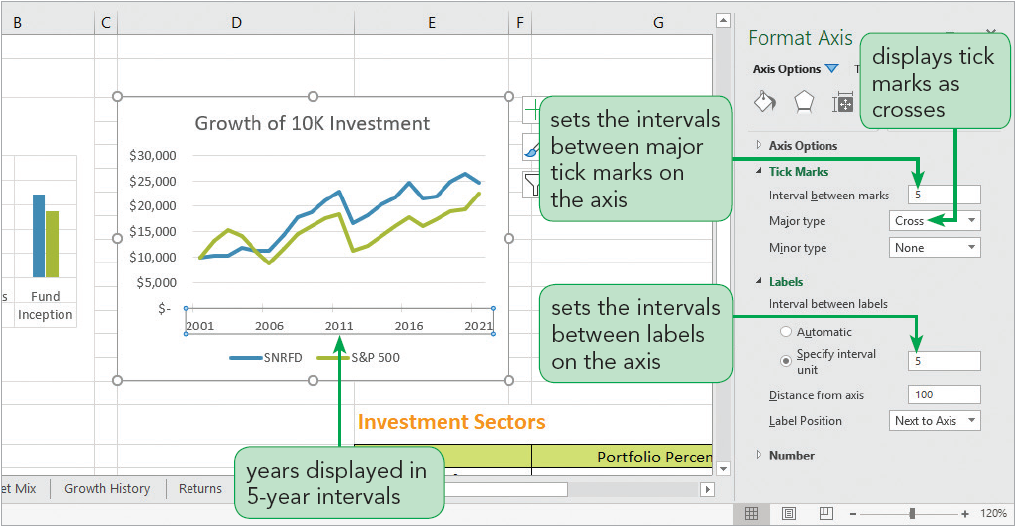 B C D E F G
Format Axis
displays tick
marks as
crosses
Axis Options
Growth of 10K Investment
$30,000
$25,000
$20,000
$15,000
$10,000
$5,000
$-
2001 2006 2011 2016 2021
SNRFD S&P 500
sets the intervals
between major
tick marks on
the axis
Axis Options
Tick Marks
Interval between marks 5
Major type Cross
Minor type None
Labels
Interval between labels
Automatic
Specify interval
unit 5
Distance from axis 100
Label Position Next to Axis
Number
sets the intervals
between labels
on the axis
s Fund
Inception
Investment Sectors
Portfolio Percen
years displayed in
5-year intervals
et Mix Growth History Returns
120%